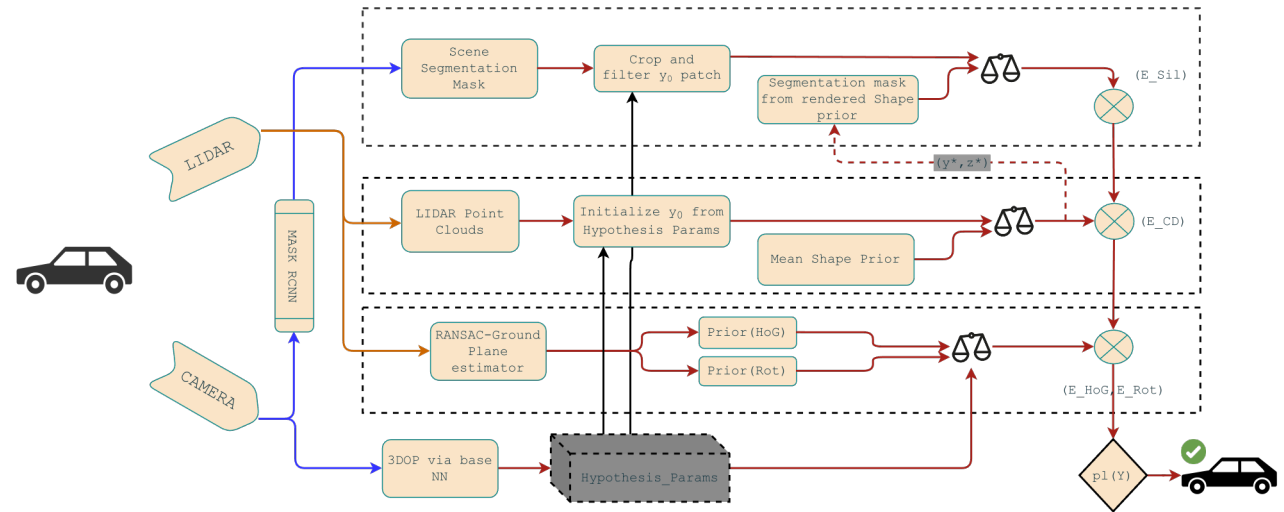 Scene
Segmentation
Mask
Crop and
filter y₀ patch
Segmentation mask
from rendered Shape
prior
(E_Sil)
LIDAR
(y*,z*)
LIDAR Point
Clouds
Initialize y₀ from
Hypothesis Params
(E_CD)
MASK RCNN
Mean Shape Prior
RANSAC-Ground
Plane
estimator
Prior(HoG)
Prior(Rot)
CAMERA
(E_HoG,E_Rot)
3DOP via base
NN
Hypothesis_Params
pl(Y)